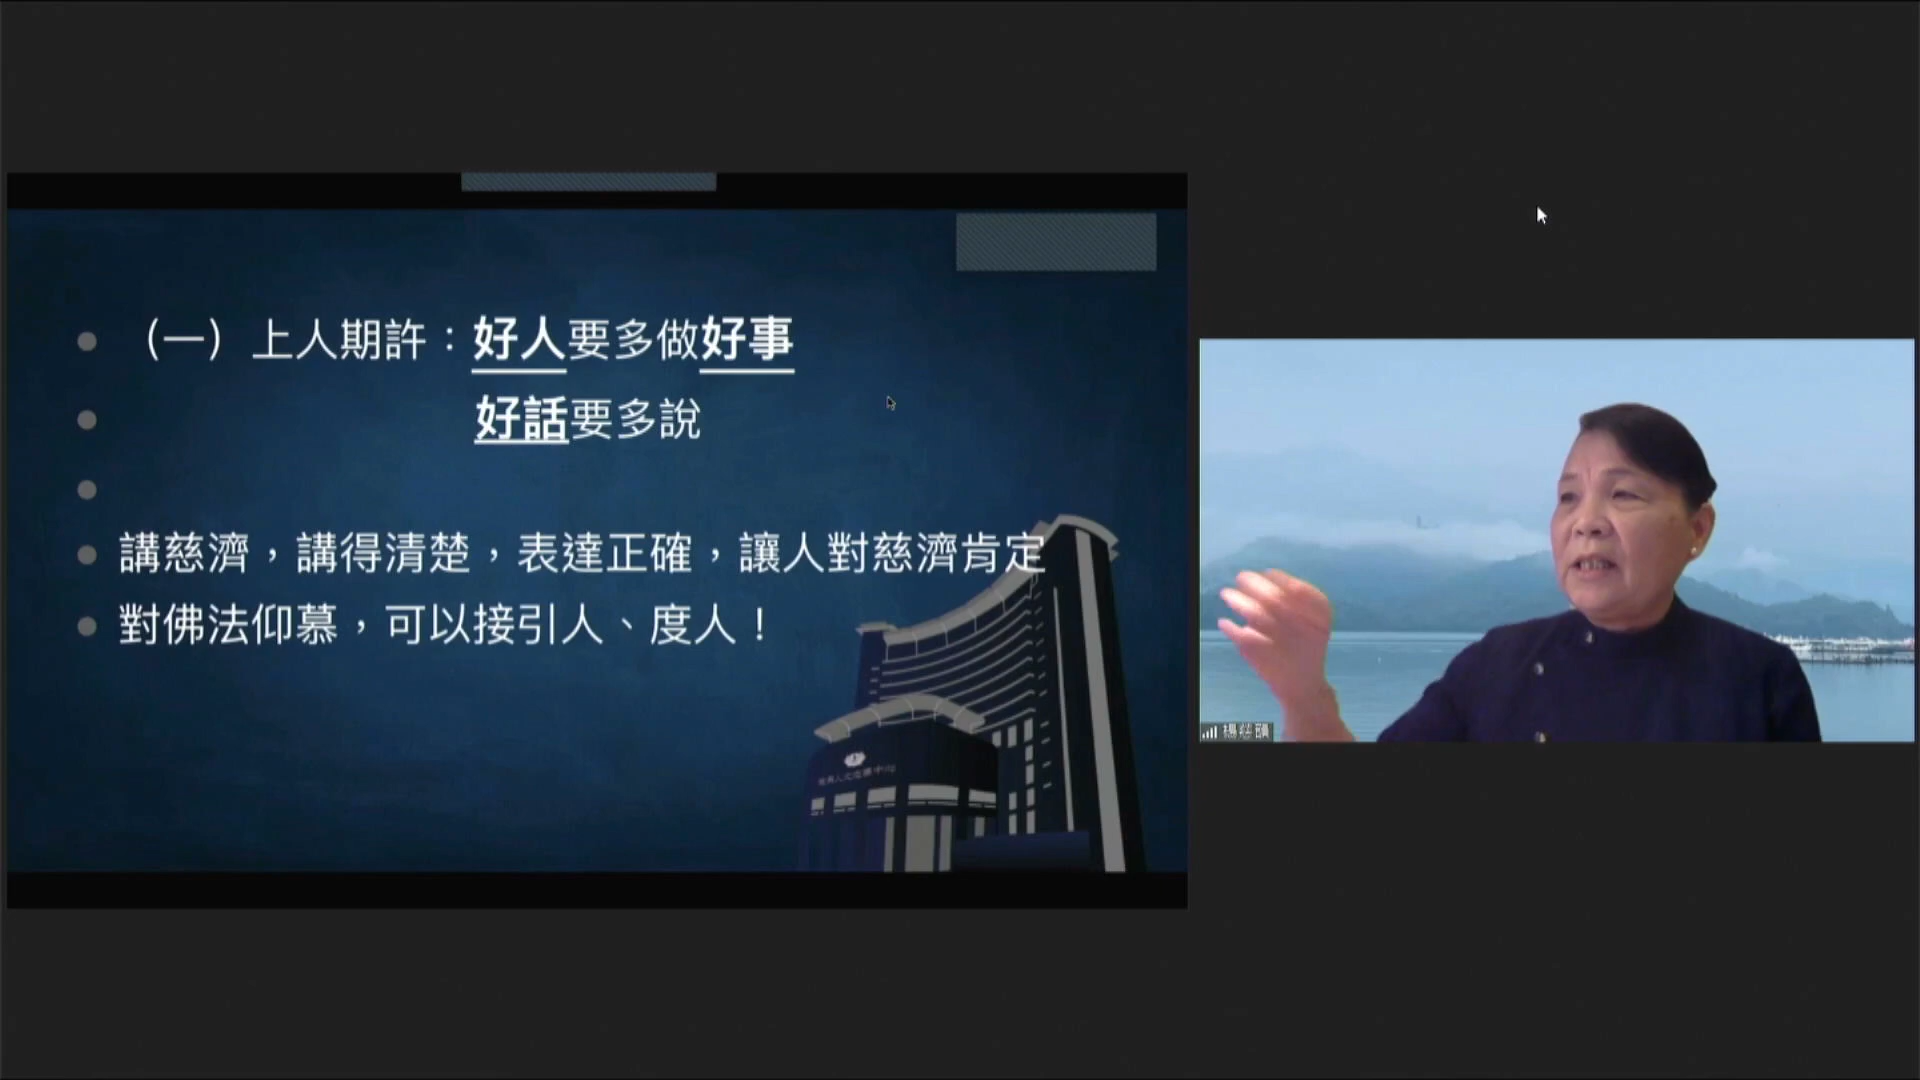 （一）上人期許：好人要多做好事
好話要多說
講慈濟，講得清楚，表達正確，讓人對慈濟肯定
對佛法仰慕，可以接引人、度人！